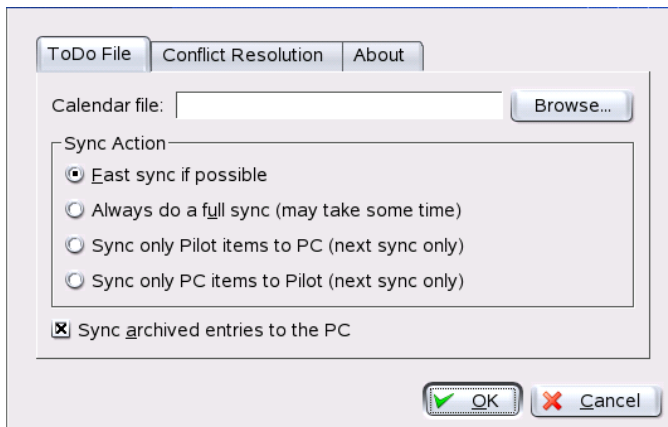 ToDo File Conflict Resolution About
Calendar file: Browse...
Sync Action
Fast sync if possible
Always do a full sync (may take some time)
Sync only Pilot items to PC (next sync only)
Sync only PC items to Pilot (next sync only)
Sync archived entries to the PC
OK Cancel